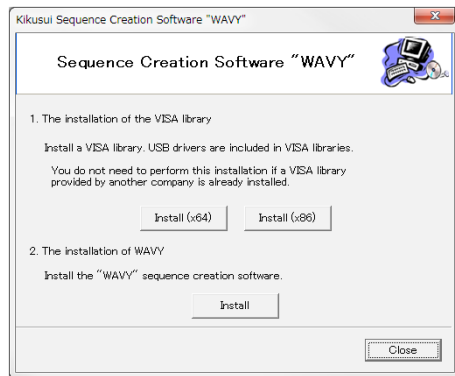 Kikusui Sequence Creation Software "WAVY"
Sequence Creation Software "WAVY"
1. The installation of the VISA library
Install a VISA library. USB drivers are included in VISA libraries.
You do not need to perform this installation if a VISA library
provided by another company is already installed.
Install (x64)
Install (x86)
2. The installation of WAVY
Install the "WAVY" sequence creation software.
Install
Close